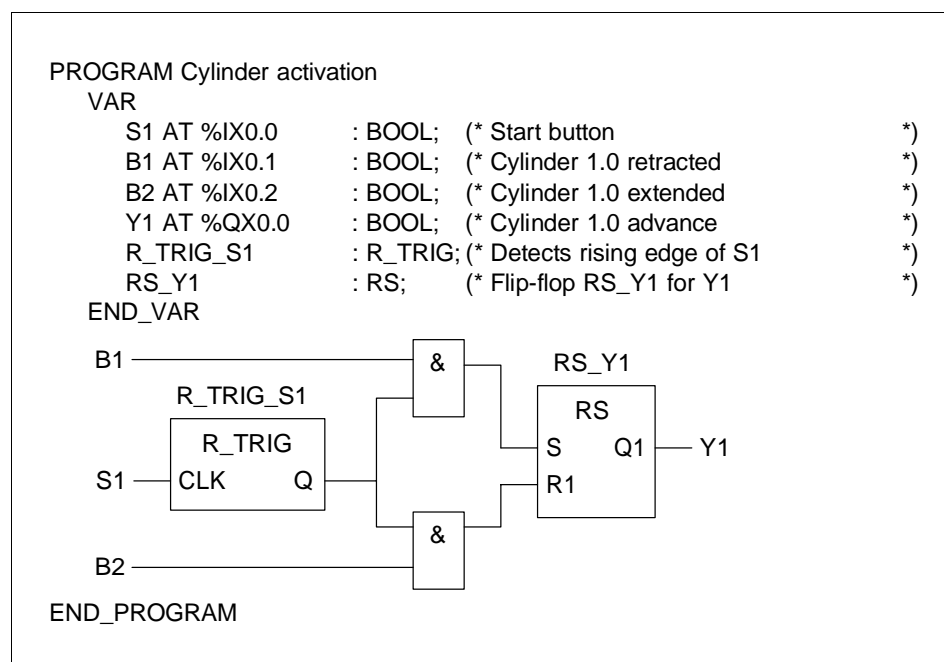 PROGRAM Cylinder activation
VAR
S1 AT %IX0.0 : BOOL; (* Start button *)
B1 AT %IX0.1 : BOOL; (* Cylinder 1.0 retracted *)
B2 AT %IX0.2 : BOOL; (* Cylinder 1.0 extended *)
Y1 AT %QX0.0 : BOOL; (* Cylinder 1.0 advance *)
R_TRIG_S1 : R_TRIG; (* Detects rising edge of S1 *)
RS_Y1 : RS; (* Flip-flop RS_Y1 for Y1 *)
END_VAR
B1 & RS_Y1
R_TRIG_S1 RS
R_TRIG S Q1 Y1
S1 CLK Q R1
&
B2
END_PROGRAM